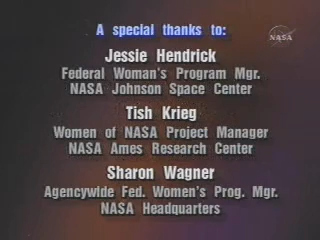 A special thanks to:
NASA
Jessie Hendrick
Federal Woman's Program Mgr.
NASA Johnson Space Center
Tish Krieg
Women of NASA Project Manager
NASA Ames Research Center
Sharon Wagner
Agencywide Fed. Women's Prog. Mgr.
NASA Headquarters